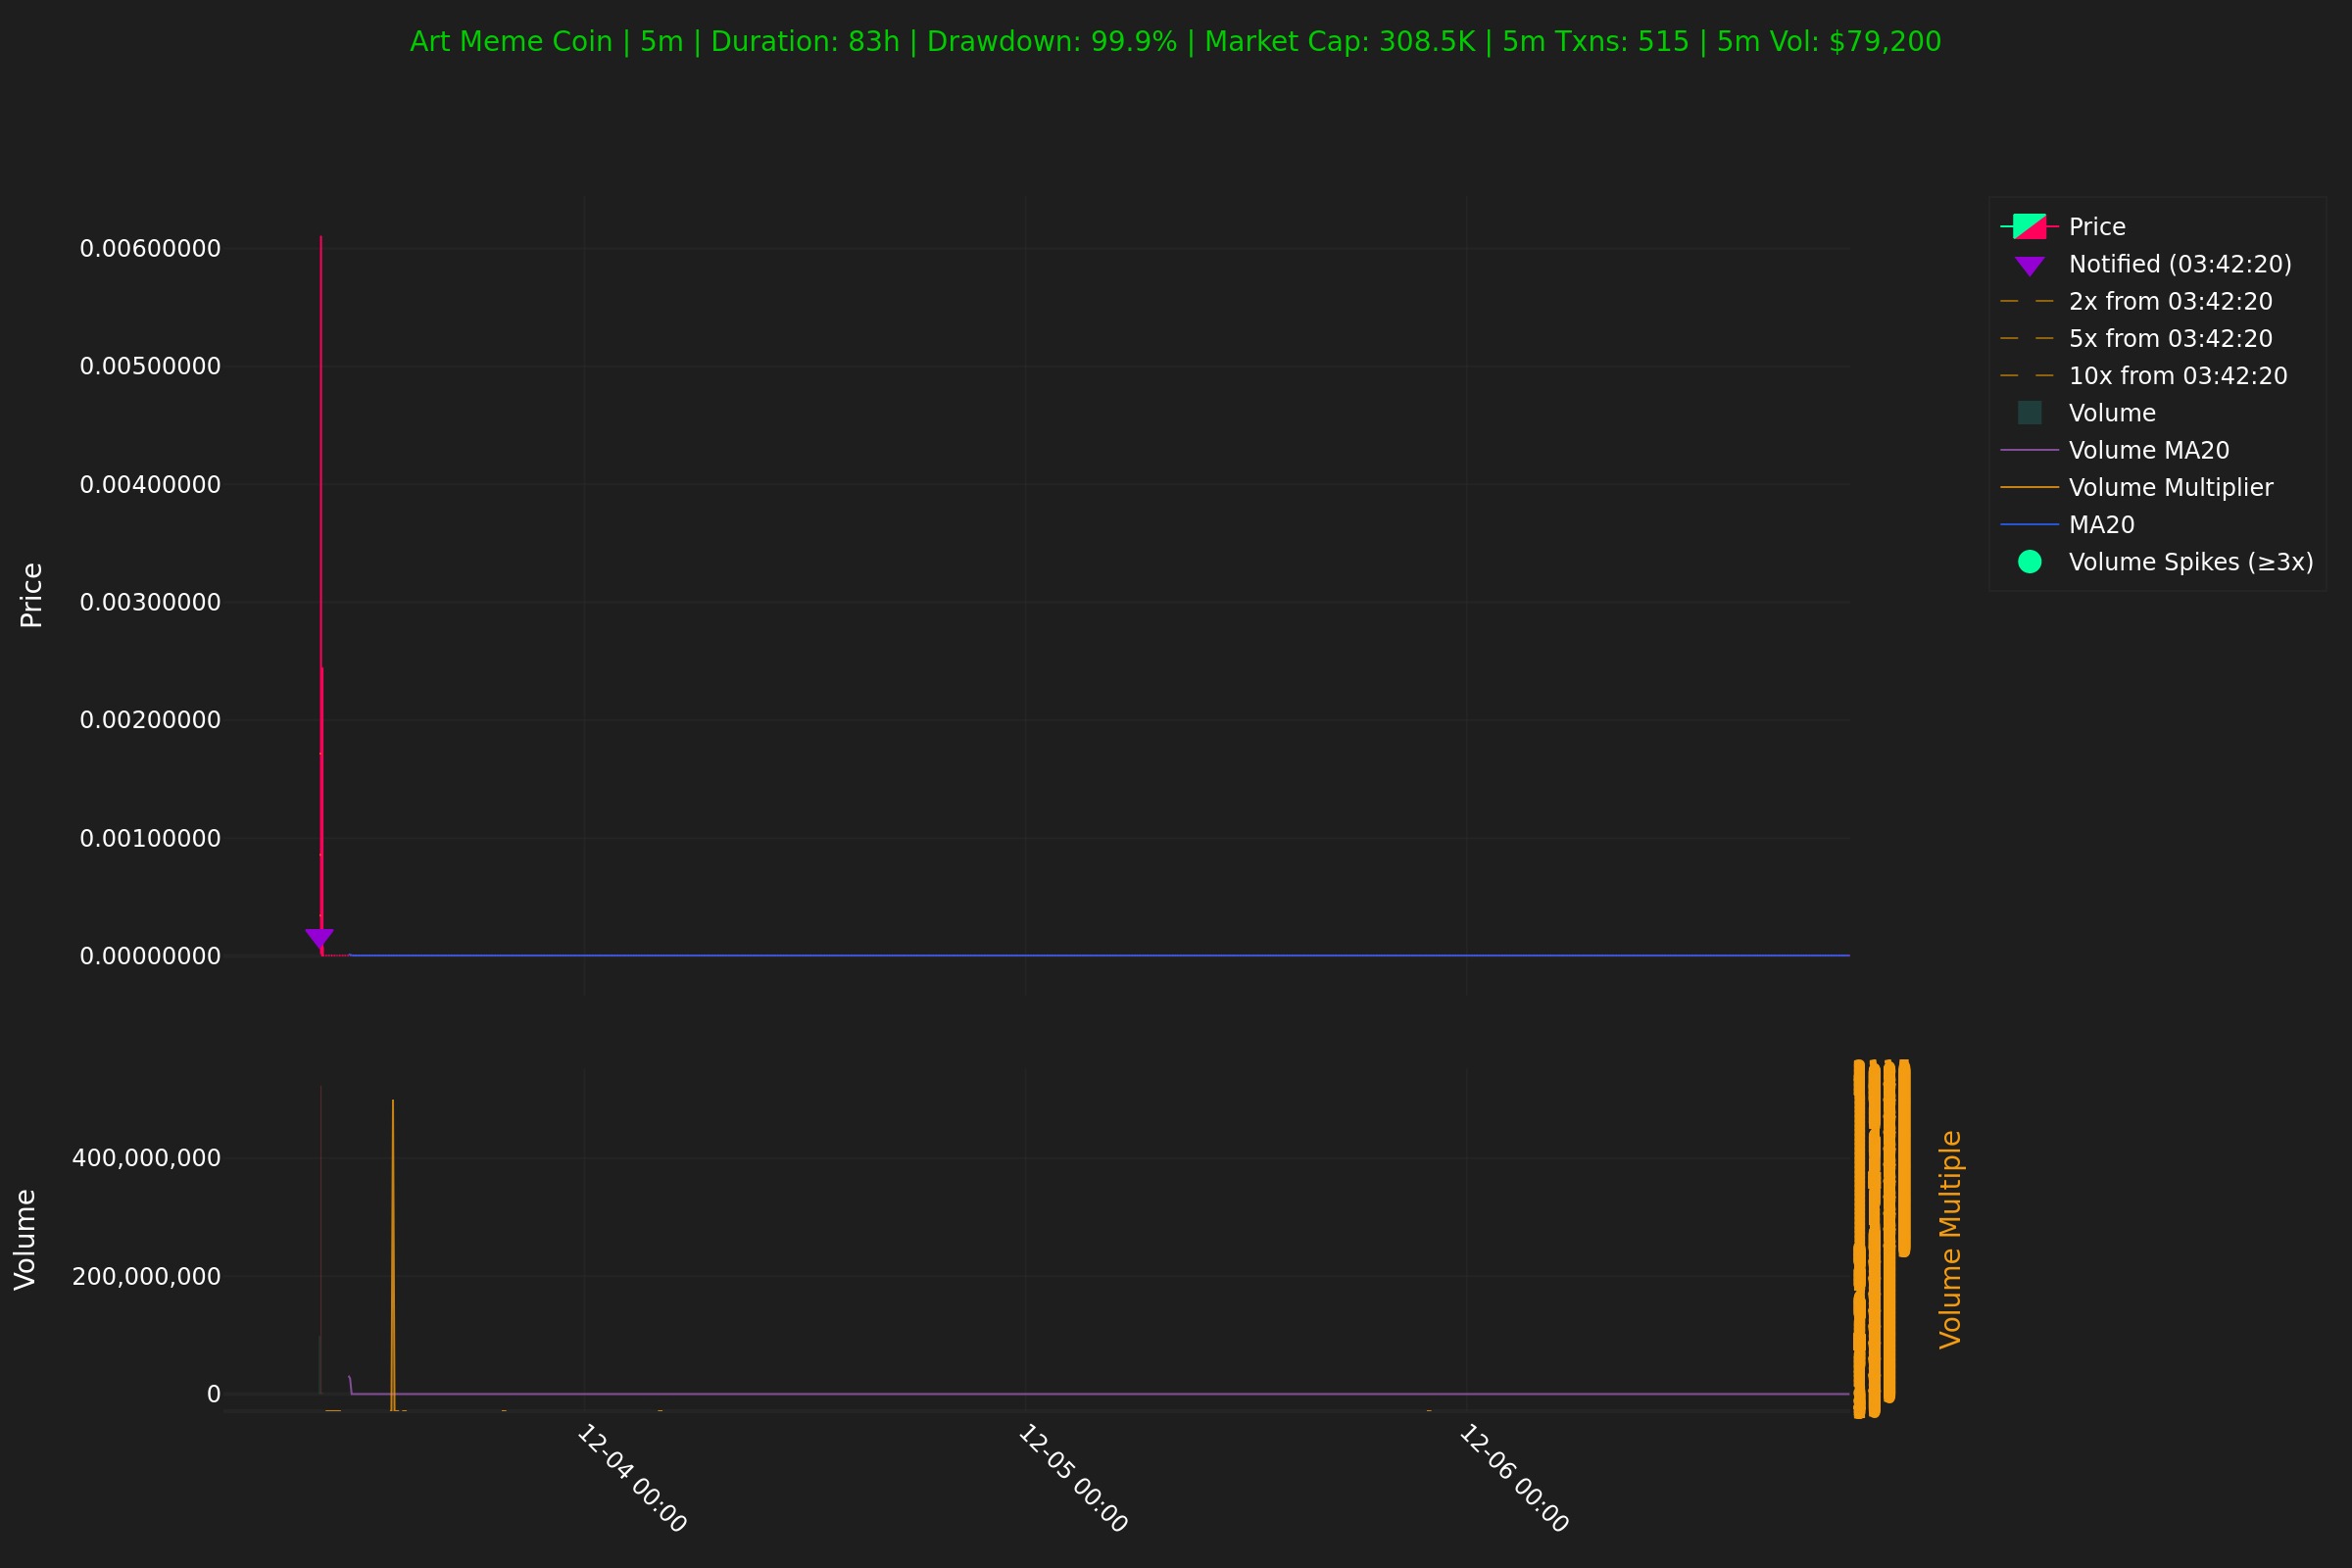 Art Meme Coin | 5m | Duration: 83h | Drawdown: 99.9% | Market Cap: 308.5K | 5m Txns: 515 | 5m Vol: $79,200
Price
0.00600000
0.00500000
0.00400000
0.00300000
0.00200000
0.00100000
0.00000000
Price
Notified (03:42:20)
2x from 03:42:20
5x from 03:42:20
10x from 03:42:20
Volume
Volume MA20
Volume Multiplier
MA20
Volume Spikes (≥3x)
Volume
400,000,000
200,000,000
0
Volume Multiple
12-04 00:00
12-05 00:00
12-06 00:00